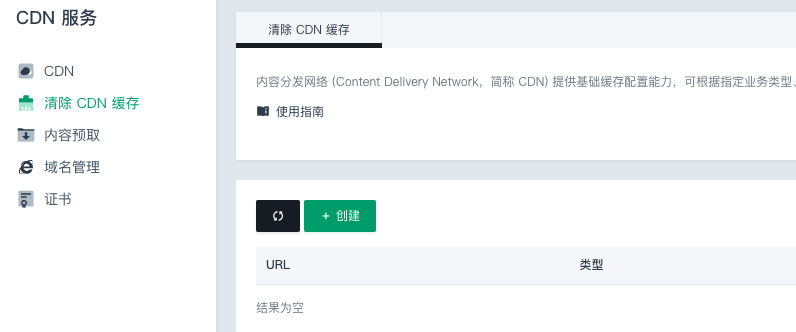 CDN 服务
CDN
清除 CDN 缓存
内容预取
域名管理
证书
清除 CDN 缓存
内容分发网络 (Content Delivery Network，简称 CDN) 提供基础缓存配置能力，可根据指定业务类型、
使用指南
+ 创建
URL 类型
结果为空